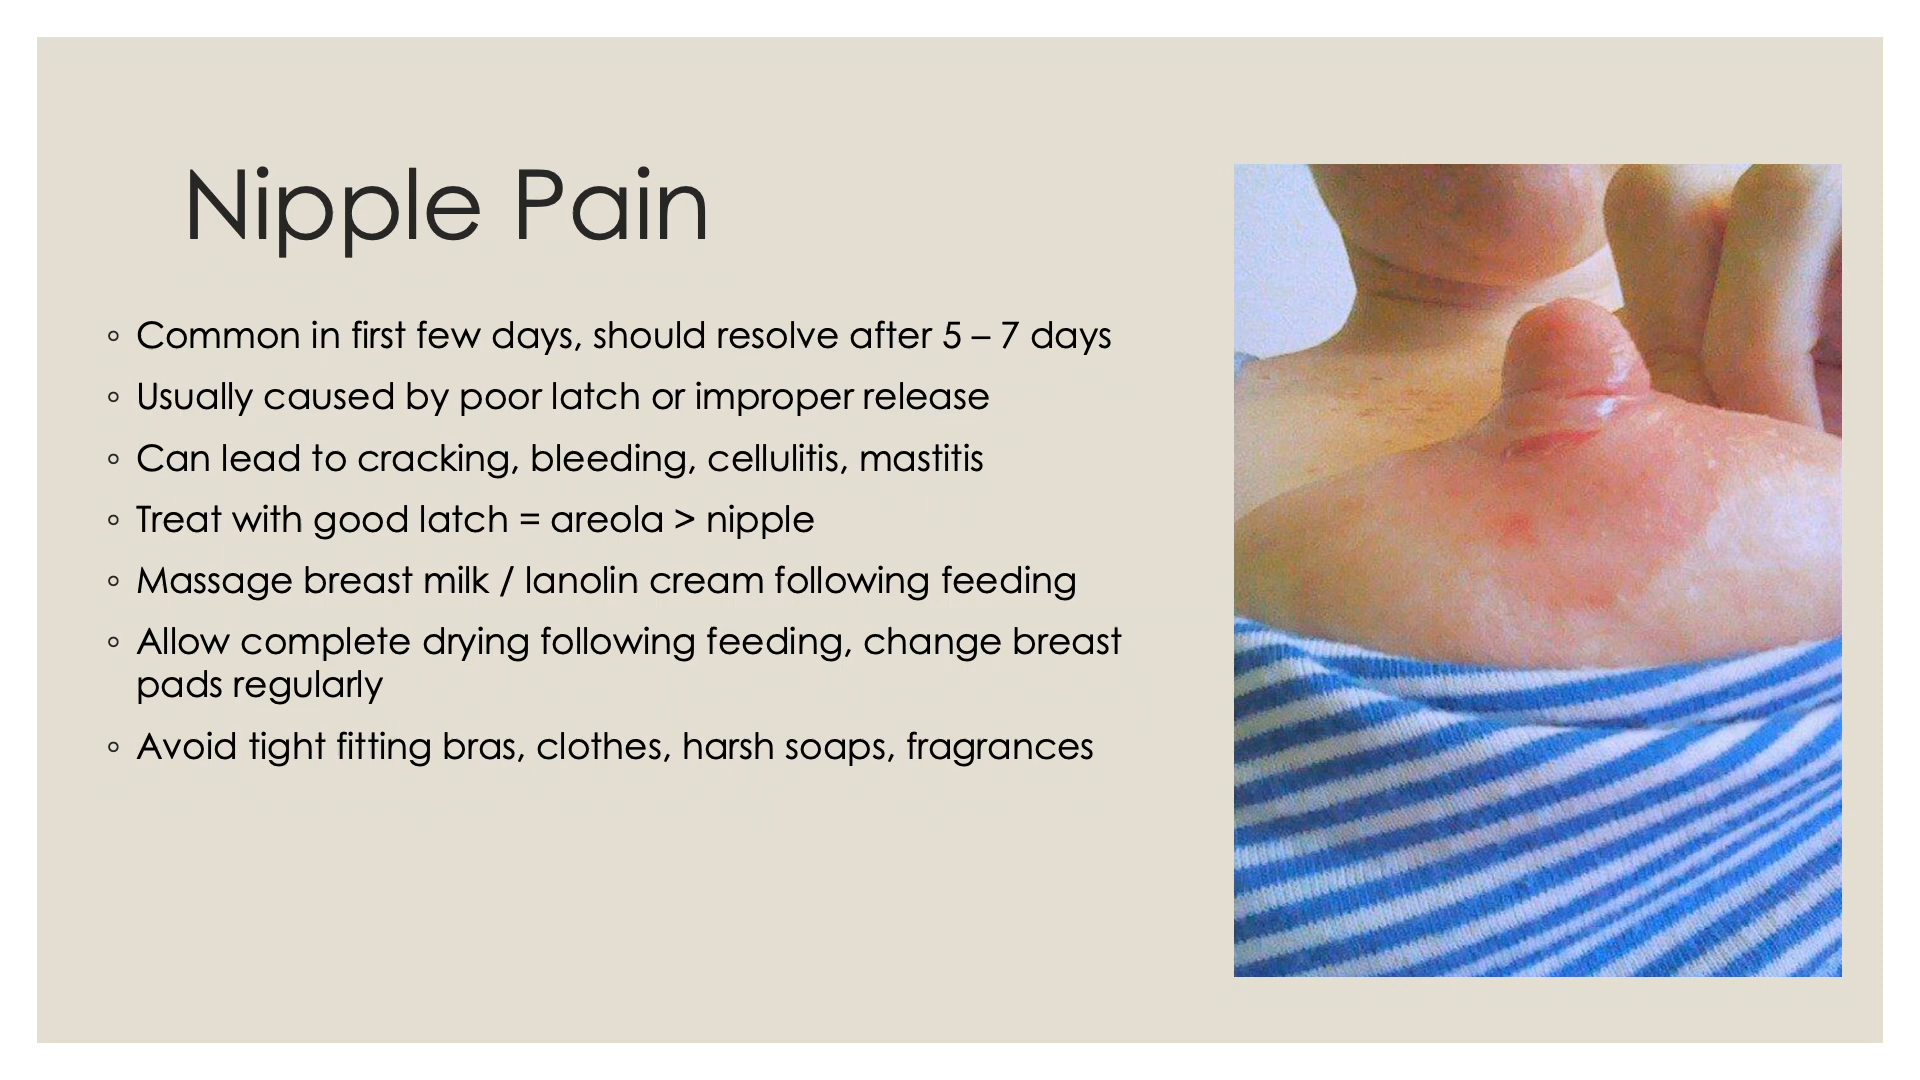 Nipple Pain
◦ Common in first few days, should resolve after 5 – 7 days
◦ Usually caused by poor latch or improper release
◦ Can lead to cracking, bleeding, cellulitis, mastitis
◦ Treat with good latch = areola > nipple
◦ Massage breast milk / lanolin cream following feeding
◦ Allow complete drying following feeding, change breast
pads regularly
◦ Avoid tight fitting bras, clothes, harsh soaps, fragrances